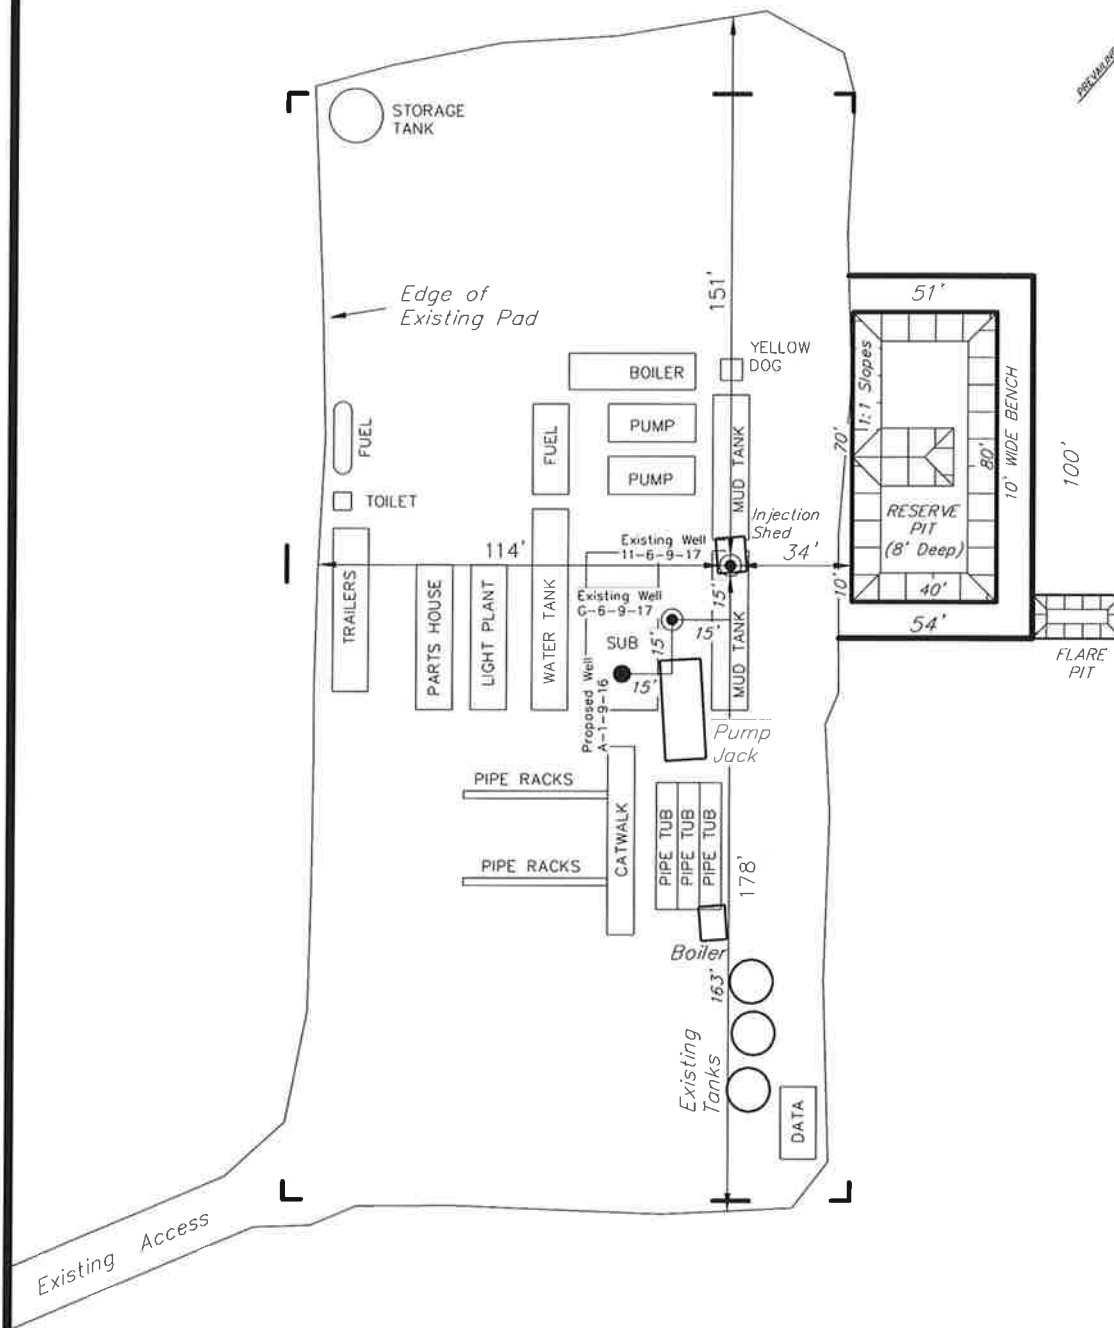 PREVAILING
STORAGE
TANK
151'
Edge of
Existing Pad
51'
YELLOW
DOG
BOILER
1:1 Slopes
10' WIDE BENCH
FUEL
FUEL
PUMP
MUD TANK
70'
80'
100'
PUMP
TOILET
RESERVE
PIT
(8' Deep)
Injection
Shed
Existing Well
11-6-9-17
114'
34'
TRAILERS
PARTS HOUSE
LIGHT PLANT
WATER TANK
Existing Well
G-6-9-17
15'
10'
40'
SUB
15'
15'
MUD TANK
54'
15'
FLARE
PIT
Proposed Well
A-1-9-16
Pump
Jack
PIPE RACKS
CATWALK
PIPE TUB
PIPE TUB
PIPE TUB
178'
PIPE RACKS
Boiler
163'
Existing
Tanks
DATA
Existing Access